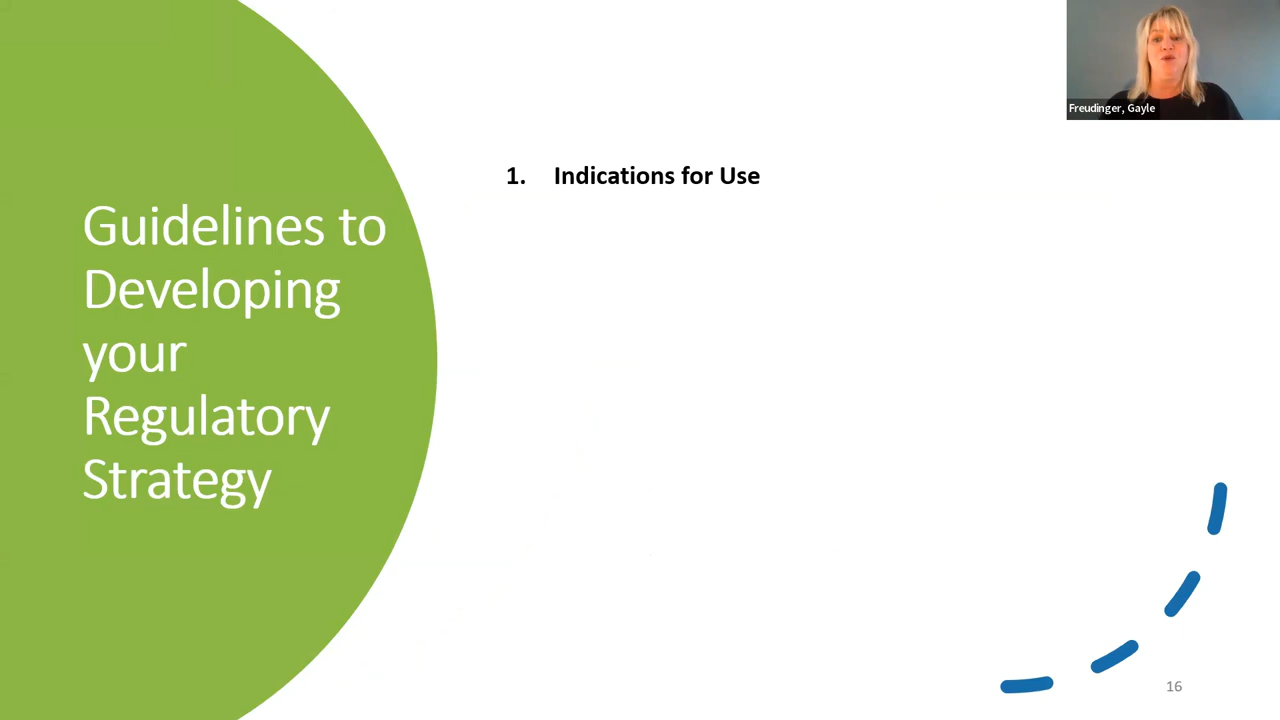 Guidelines to
Developing
your
Regulatory
Strategy
1. Indications for Use
Freudinger, Gayle
16